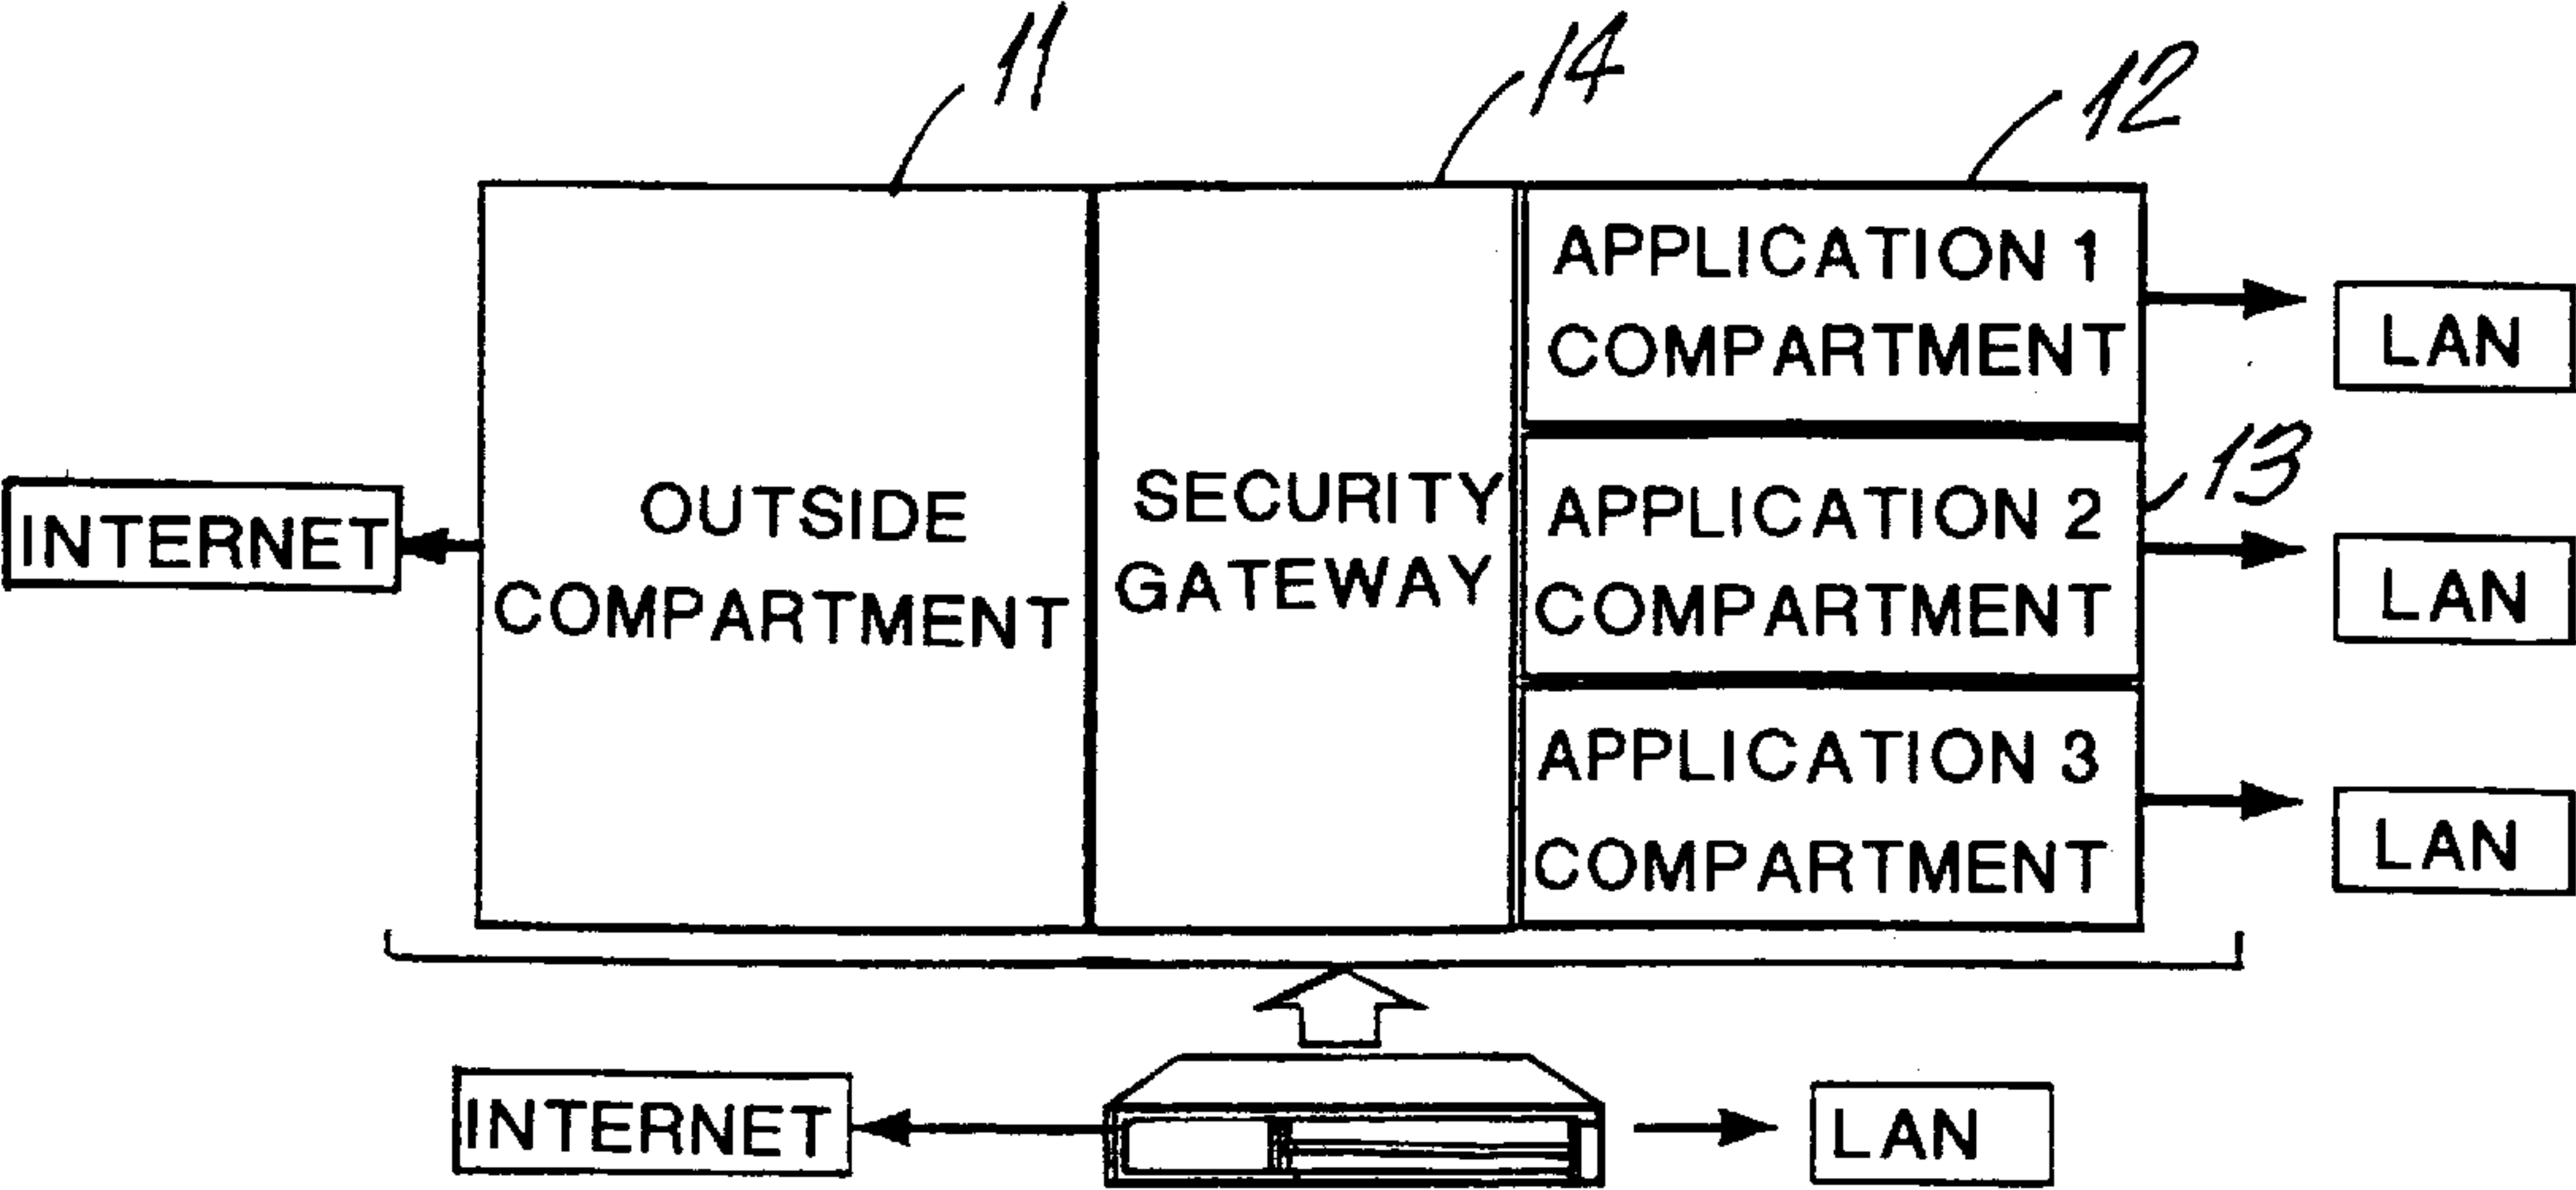 11
14
12
APPLICATION 1
COMPARTMENT
LAN
13
INTERNET
OUTSIDE
COMPARTMENT
SECURITY
GATEWAY
APPLICATION 2
COMPARTMENT
LAN
APPLICATION 3
COMPARTMENT
LAN
INTERNET
LAN